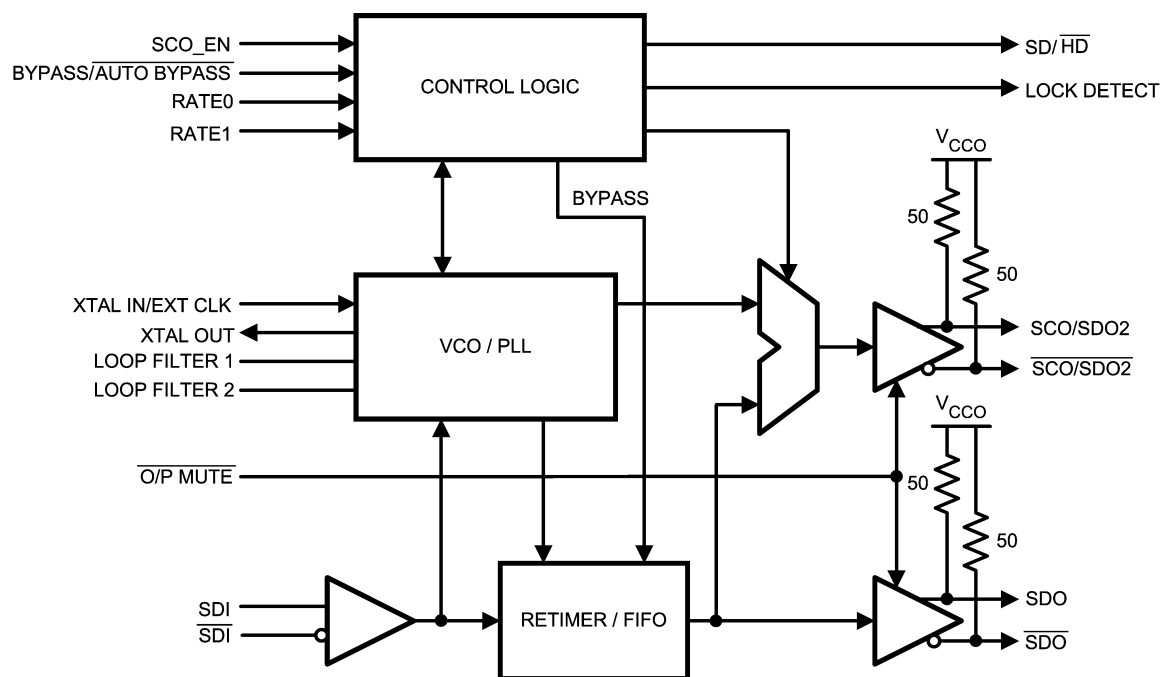 SCO_EN
BYPASS/AUTO BYPASS
RATE0
RATE1
CONTROL LOGIC
SD/HD
LOCK DETECT
BYPASS
VCCO
50
50
XTAL IN/EXT CLK
XTAL OUT
LOOP FILTER 1
LOOP FILTER 2
VCO / PLL
SCO/SDO2
SCO/SDO2
VCCO
O/P MUTE
50
50
SDI
SDI
RETIMER / FIFO
SDO
SDO